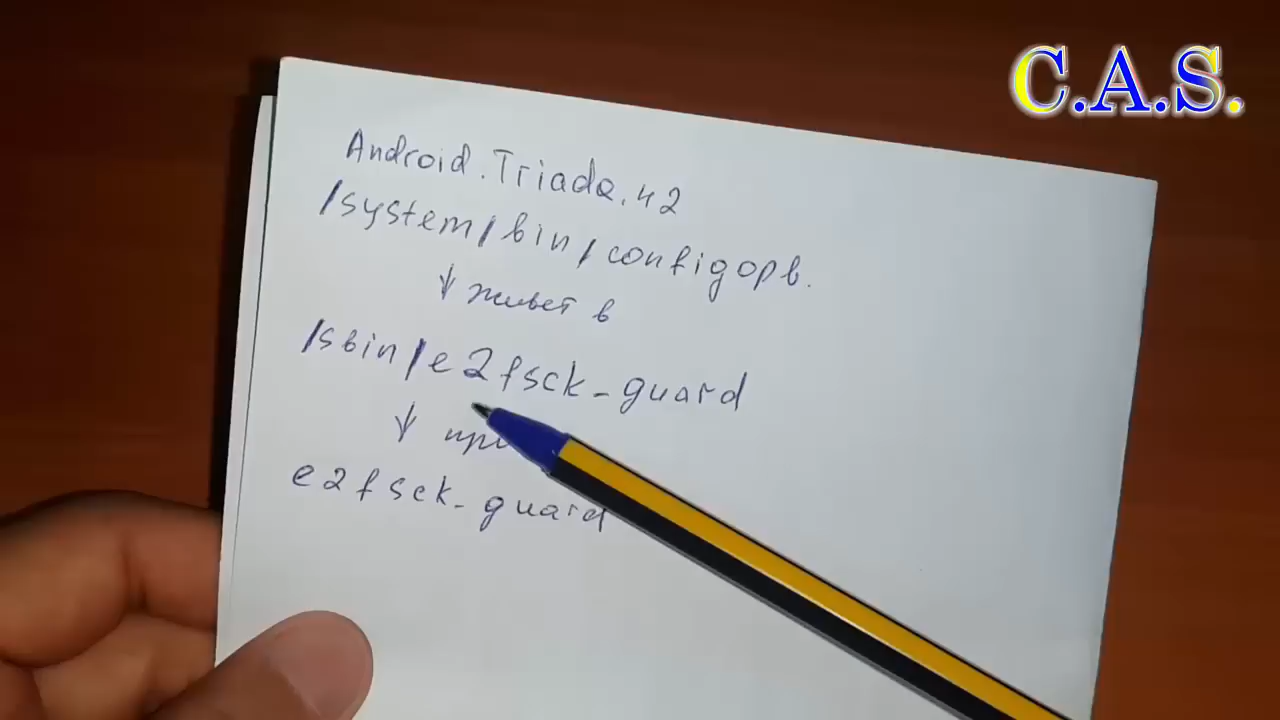 C.A.S.
Android.Triada.42
/system/bin/configopb.
↓ живет в
/sbin/e2fsck-guard
↓
e2fsck-guard